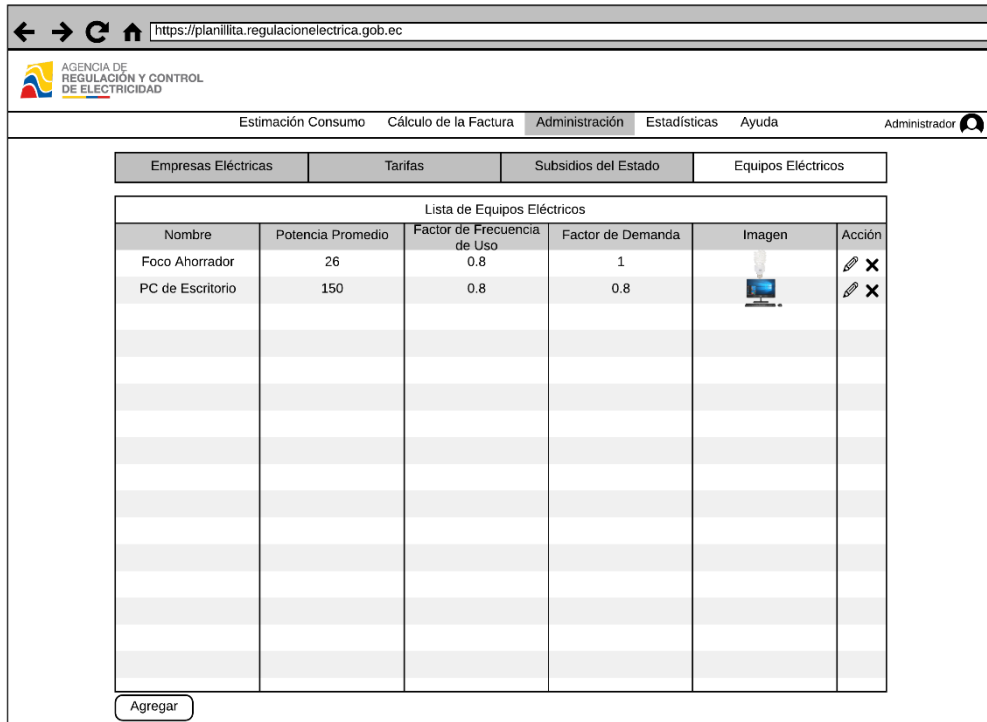 https://planillita.regulacionelectrica.gob.ec
AGENCIA DE
REGULACIÓN Y CONTROL
DE ELECTRICIDAD
Estimación Consumo Cálculo de la Factura Administración Estadísticas Ayuda Administrador
Empresas Eléctricas Tarifas Subsidios del Estado Equipos Eléctricos
Lista de Equipos Eléctricos
Nombre Potencia Promedio Factor de Frecuencia de Uso Factor de Demanda Imagen Acción
Foco Ahorrador 26 0.8 1
PC de Escritorio 150 0.8 0.8
Agregar